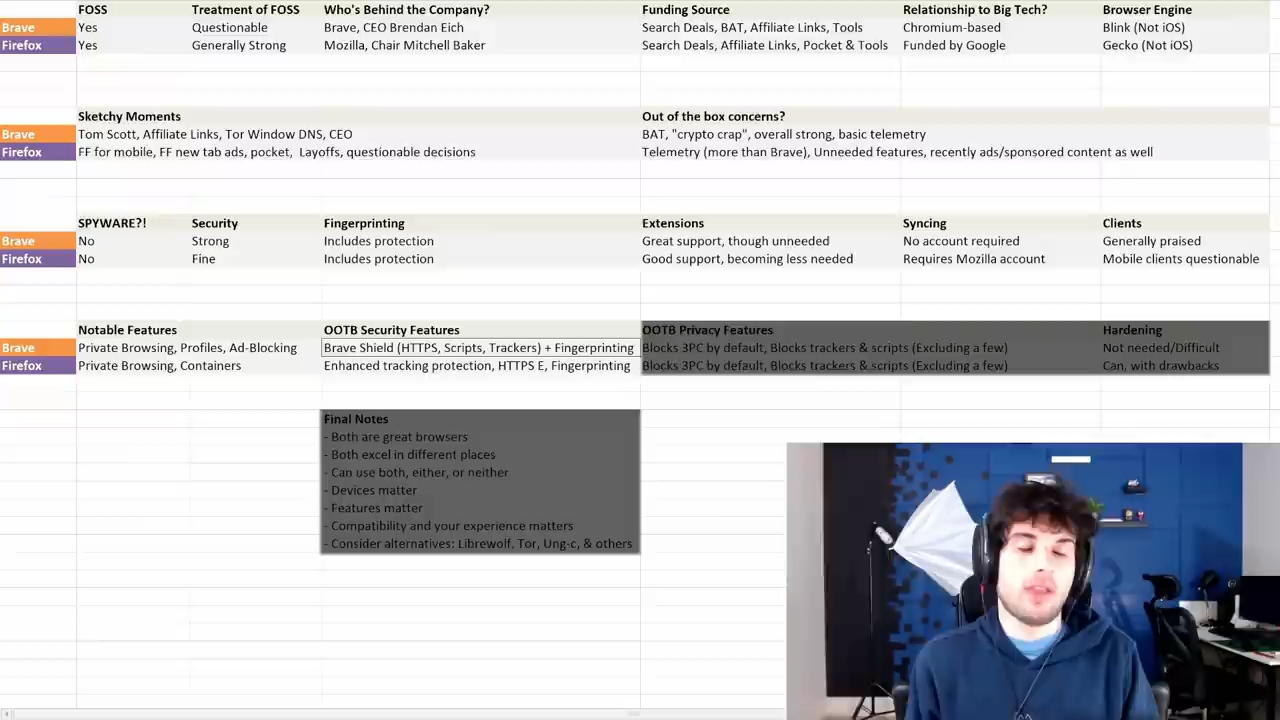 FOSS Treatment of FOSS Who's Behind the Company? Funding Source Relationship to Big Tech? Browser Engine
Brave Yes Questionable Brave, CEO Brendan Eich Search Deals, BAT, Affiliate Links, Tools Chromium-based Blink (Not iOS)
Firefox Yes Generally Strong Mozilla, Chair Mitchell Baker Search Deals, Affiliate Links, Pocket & Tools Funded by Google Gecko (Not iOS)
Sketchy Moments Out of the box concerns?
Brave Tom Scott, Affiliate Links, Tor Window DNS, CEO BAT, "crypto crap", overall strong, basic telemetry
Firefox FF for mobile, FF new tab ads, pocket, Layoffs, questionable decisions Telemetry (more than Brave), Unneeded features, recently ads/sponsored content as well
SPYWARE?! Security Fingerprinting Extensions Syncing Clients
Brave No Strong Includes protection Great support, though unneeded No account required Generally praised
Firefox No Fine Includes protection Good support, becoming less needed Requires Mozilla account Mobile clients questionable
Notable Features OOTB Security Features OOTB Privacy Features Hardening
Brave Private Browsing, Profiles, Ad-Blocking Brave Shield (HTTPS, Scripts, Trackers) + Fingerprinting Blocks 3PC by default, Blocks trackers & scripts (Excluding a few) Not needed/Difficult
Firefox Private Browsing, Containers Enhanced tracking protection, HTTPS E, Fingerprinting Blocks 3PC by default, Blocks trackers & scripts (Excluding a few) Can, with drawbacks
Final Notes
- Both are great browsers
- Both excel in different places
- Can use both, either, or neither
- Devices matter
- Features matter
- Compatibility and your experience matters
- Consider alternatives: Librewolf, Tor, Ung-c, & others